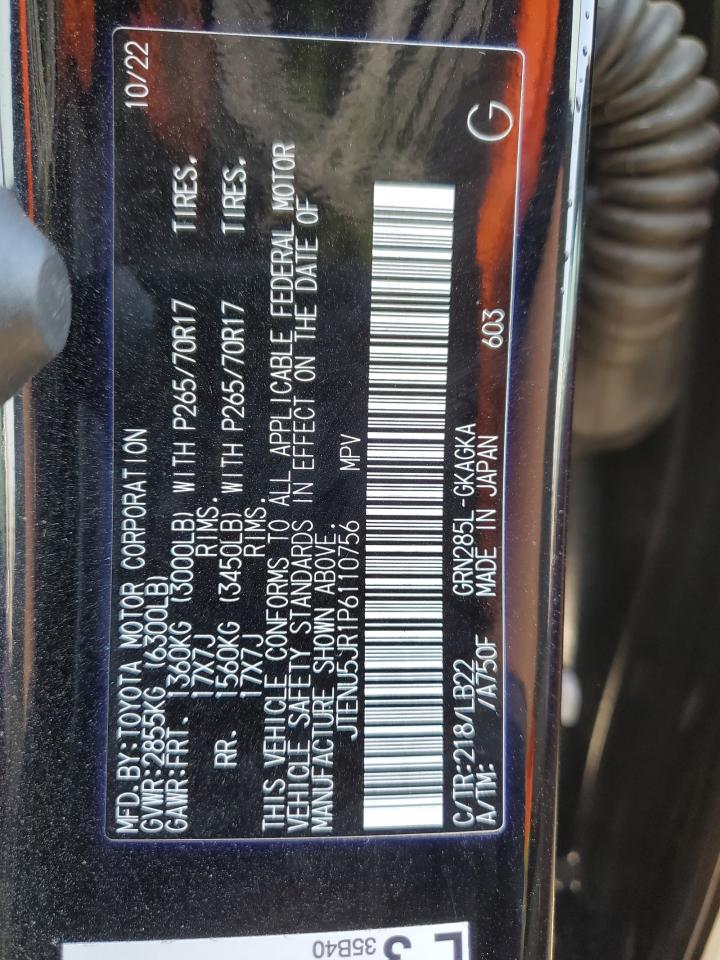 MFD.BY:TOYOTA MOTOR CORPORATION 10/22
GVWR:2855KG (6300LB)
GAWR:FRT. 1360KG (3000LB) WITH P265/70R17 TIRES.
17X7J RIMS.
RR. 1560KG (3450LB) WITH P265/70R17 TIRES.
17X7J RIMS.
THIS VEHICLE CONFORMS TO ALL APPLICABLE FEDERAL MOTOR
VEHICLE SAFETY STANDARDS IN EFFECT ON THE DATE OF
MANUFACTURE SHOWN ABOVE.
JTENU5JR1P6110756 MPV
C/TR:218/LB22 GRN285L-GKAGKA
A/TM: /A750F MADE IN JAPAN 603 G
35B40